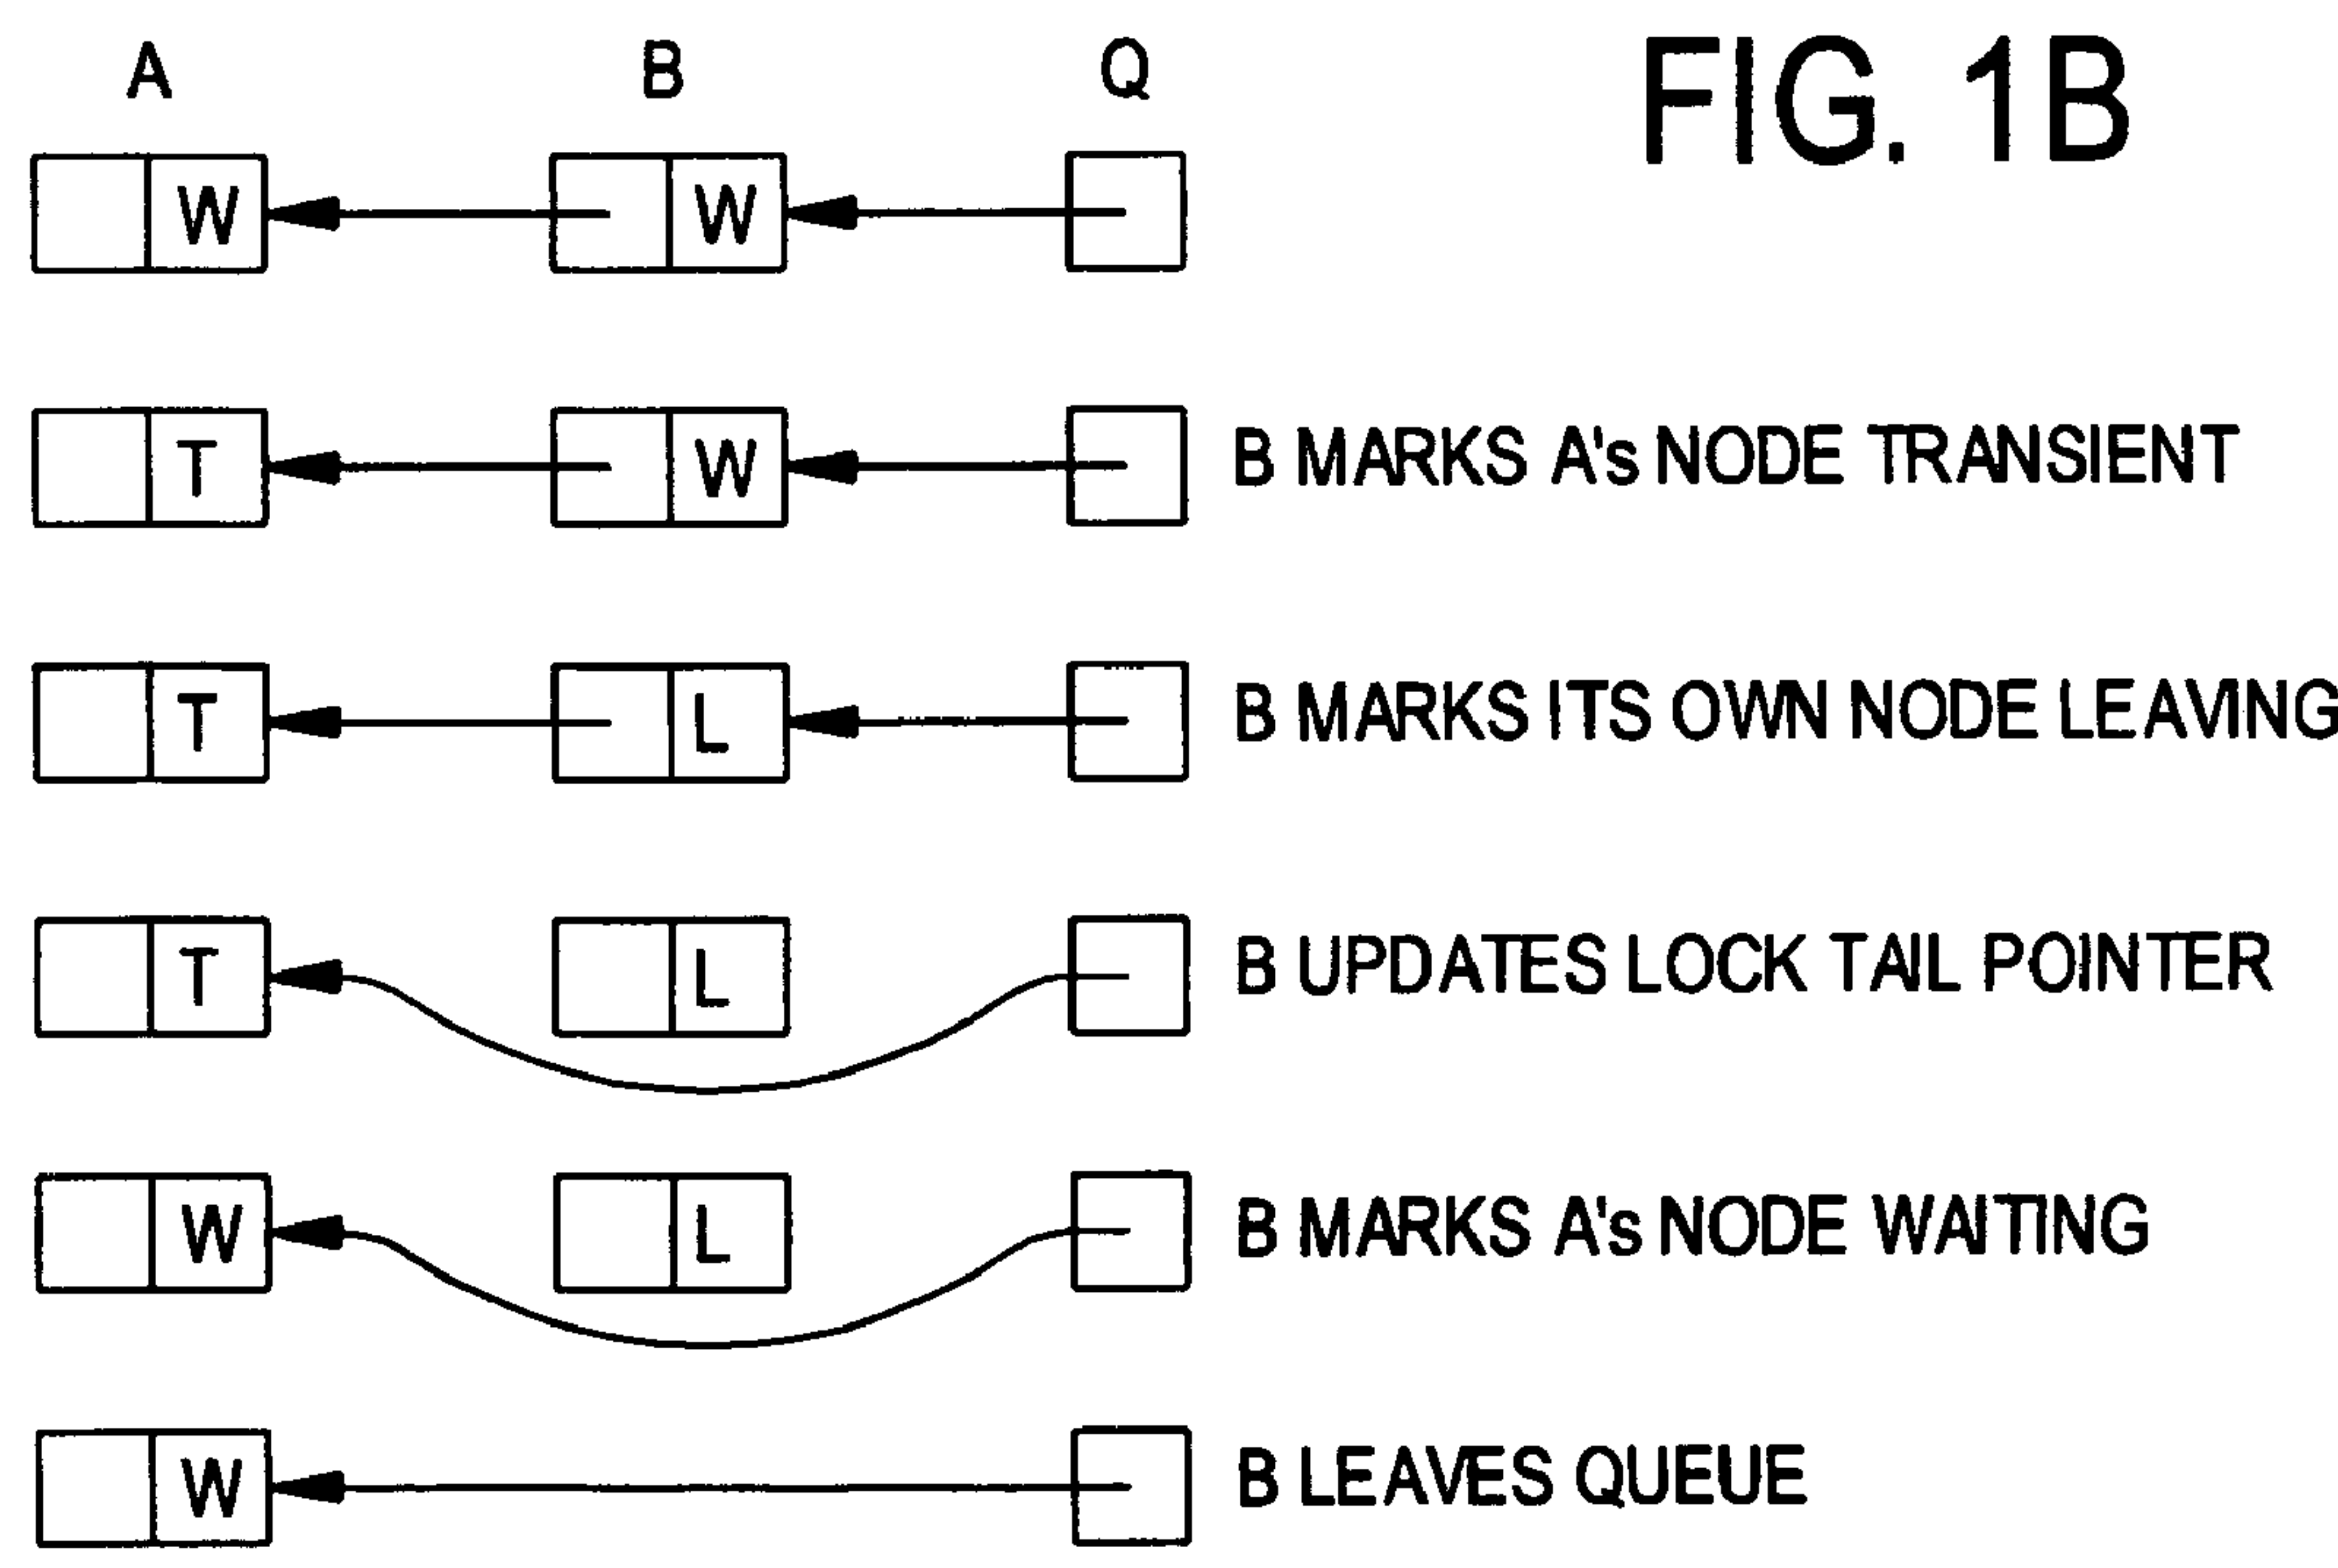 A B Q
FIG. 1B
W W
T W B MARKS A's NODE TRANSIENT
T L B MARKS ITS OWN NODE LEAVING
T L B UPDATES LOCK TAIL POINTER
W L B MARKS A's NODE WAITING
W B LEAVES QUEUE